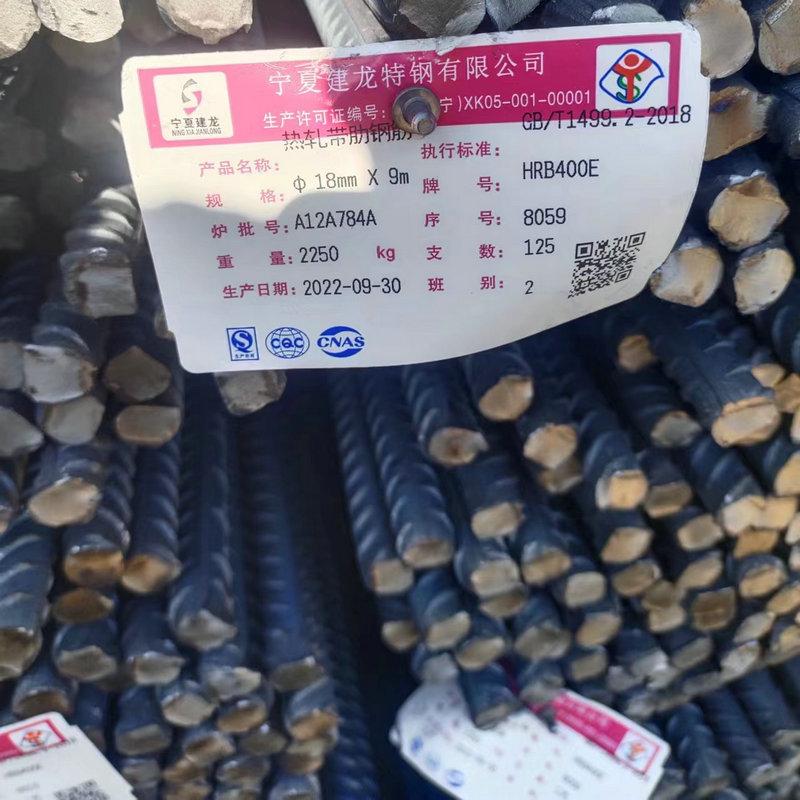 宁夏建龙特钢有限公司
宁夏建龙
NING XIA JIANLONG
生产许可证编号: 宁)XK05-001-00001
产品名称: 热轧带肋钢筋
执行标准: GB/T1499.2-2018
规 格: Φ 18mm X 9m
牌 号: HRB400E
炉 批 号: A12A784A
序 号: 8059
重 量: 2250 kg
支 数: 125
生产日期: 2022-09-30
班 别: 2
CQC
CNAS